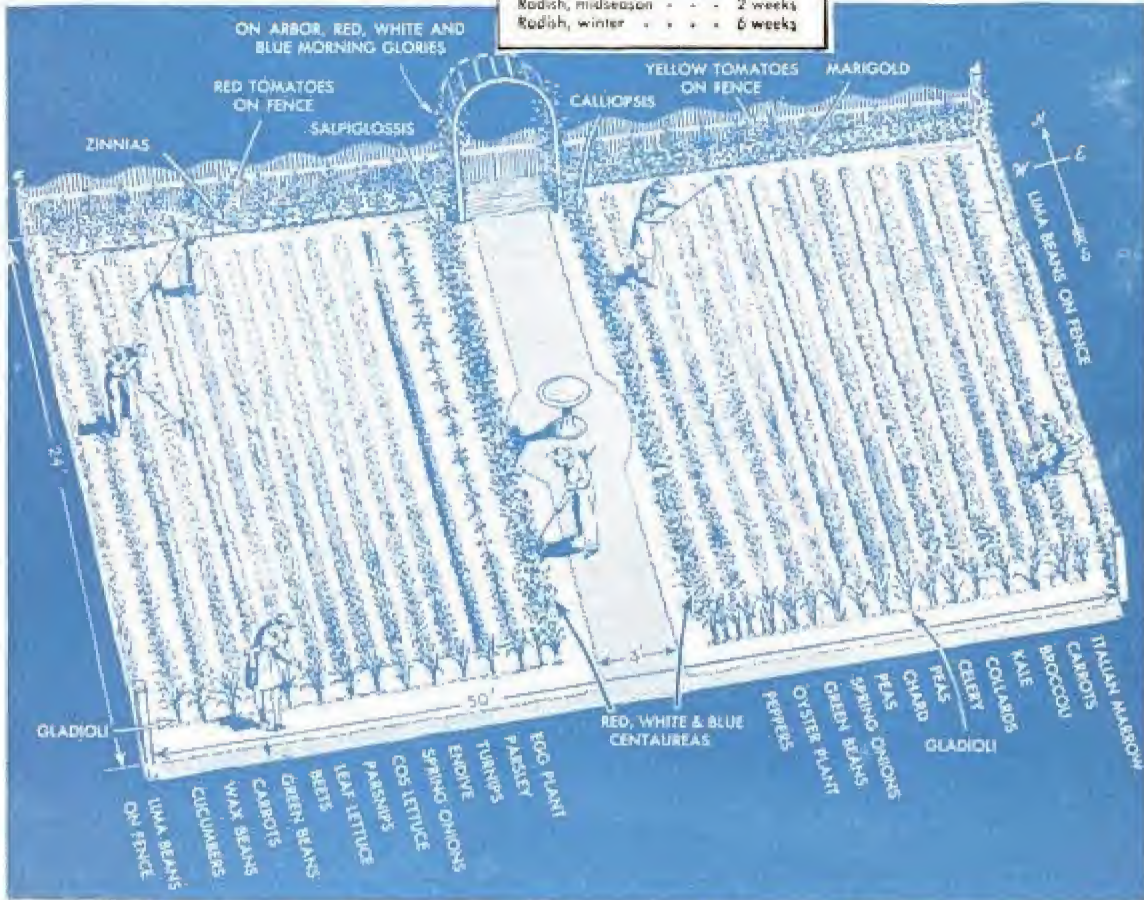 Radish, midseason - - - 2 weeks
Radish, winter - - - - 6 weeks
ON ARBOR, RED, WHITE AND
BLUE MORNING GLORIES
RED TOMATOES
ON FENCE
YELLOW TOMATOES
ON FENCE
MARIGOLD
CALLIOPSIS
SALPIGLOSSIS
ZINNIAS
N
E
S
LIMA BEANS ON FENCE
24'
3'
50'
GLADIOLI
RED, WHITE & BLUE
CENTAUREAS
GLADIOLI
LIMA BEANS
ON FENCE
CUCUMBERS
WAX BEANS
CARROTS
GREEN BEANS
BEETS
LEAF LETTUCE
PARSNIPS
COS LETTUCE
SPRING ONIONS
ENDIVE
TURNIPS
PARSLEY
EGG PLANT
PEPPERS
OYSTER PLANT
GREEN BEANS
SPRING ONIONS
PEAS
CHARD
PEAS
CELERY
COLLARDS
KALE
BROCCOLI
CARROTS
ITALIAN MARROW